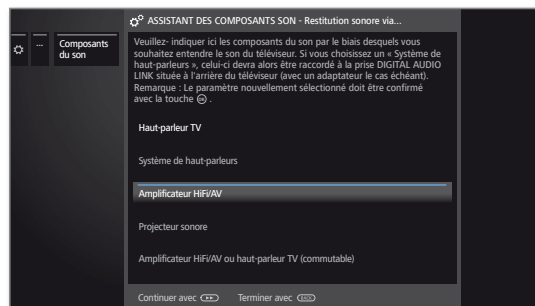 ASSISTANT DES COMPOSANTS SON - Restitution sonore via...
...
Composants
du son
Veuillez- indiquer ici les composants du son par le biais desquels vous
souhaitez entendre le son du téléviseur. Si vous choisissez un « Système de
haut-parleurs », celui-ci devra alors être raccordé à la prise DIGITAL AUDIO
LINK située à l'arrière du téléviseur (avec un adaptateur le cas échéant).
Remarque : Le paramètre nouvellement sélectionné doit être confirmé
avec la touche OK .
Haut-parleur TV
Système de haut-parleurs
Amplificateur HiFi/AV
Projecteur sonore
Amplificateur HiFi/AV ou haut-parleur TV (commutable)
Continuer avec Terminer avec BACK